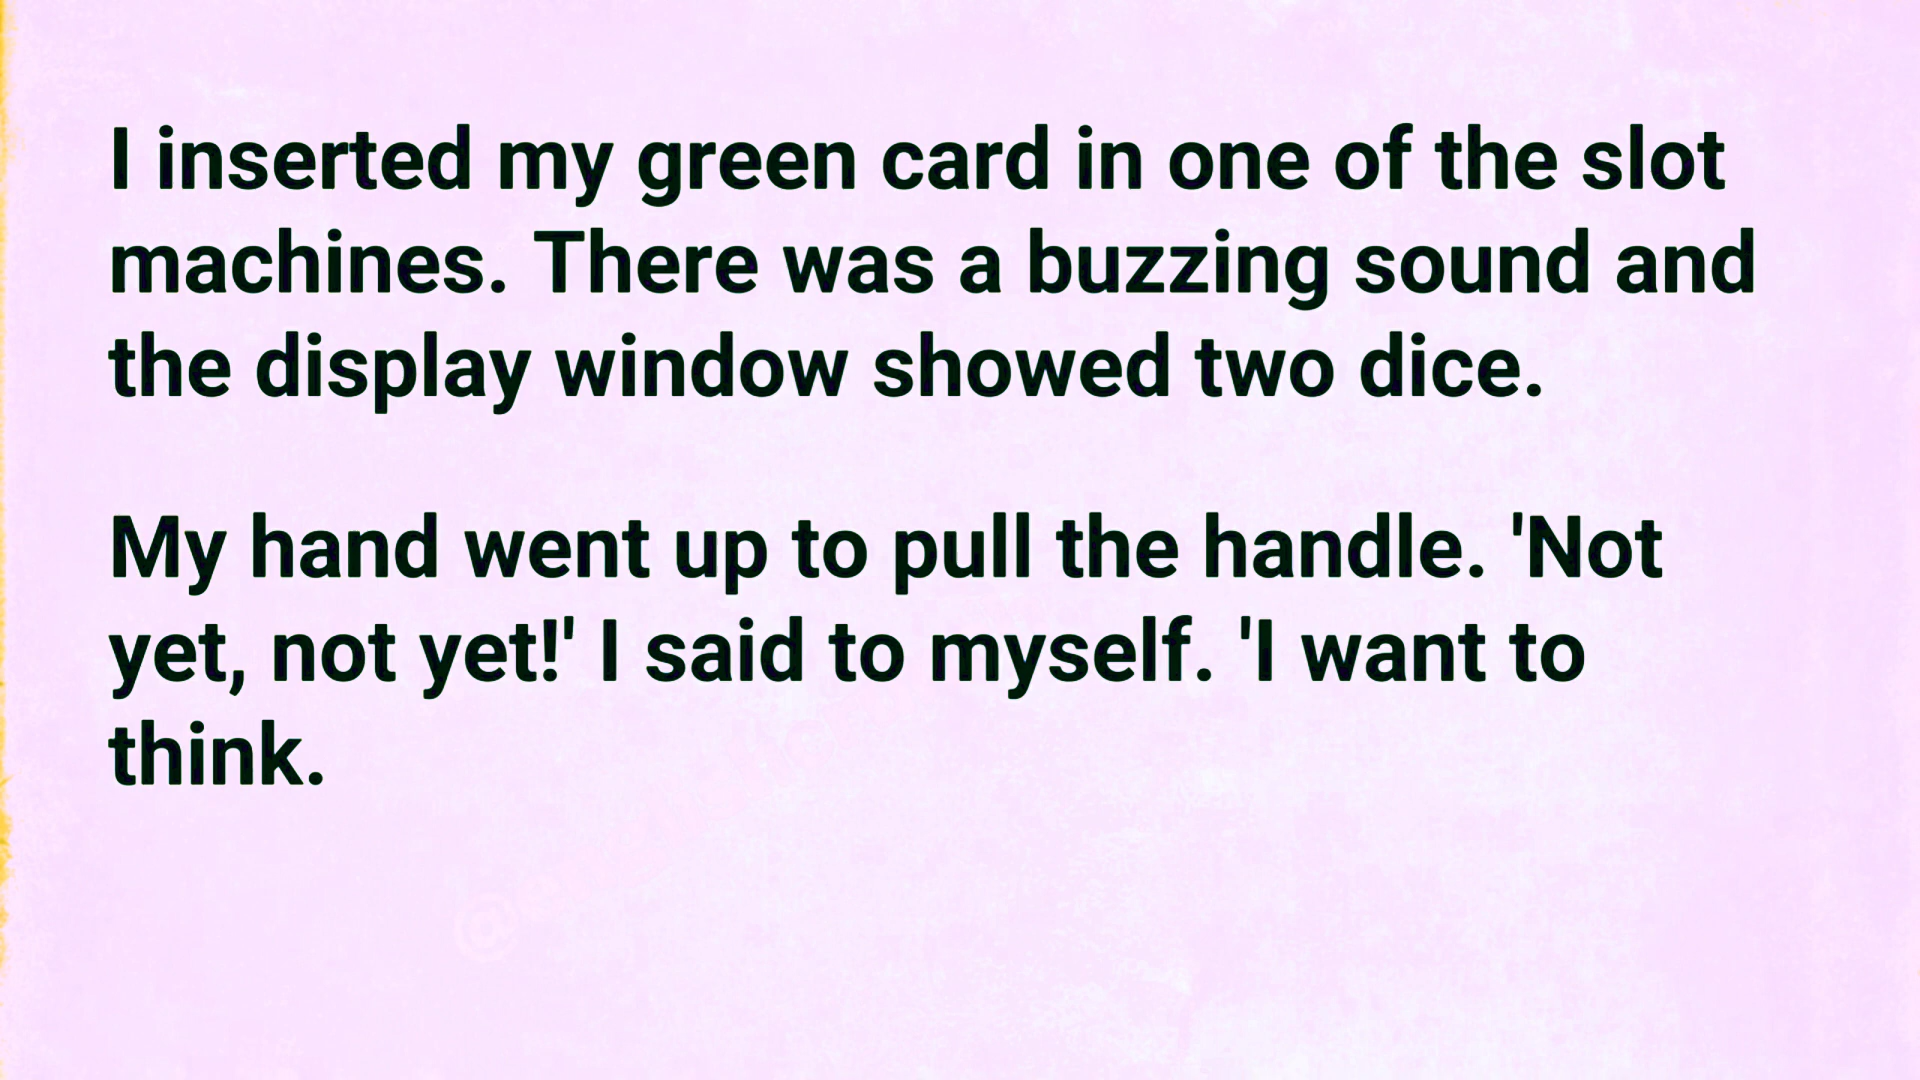 I inserted my green card in one of the slot
machines. There was a buzzing sound and
the display window showed two dice.
My hand went up to pull the handle. 'Not
yet, not yet!' I said to myself. 'I want to
think.